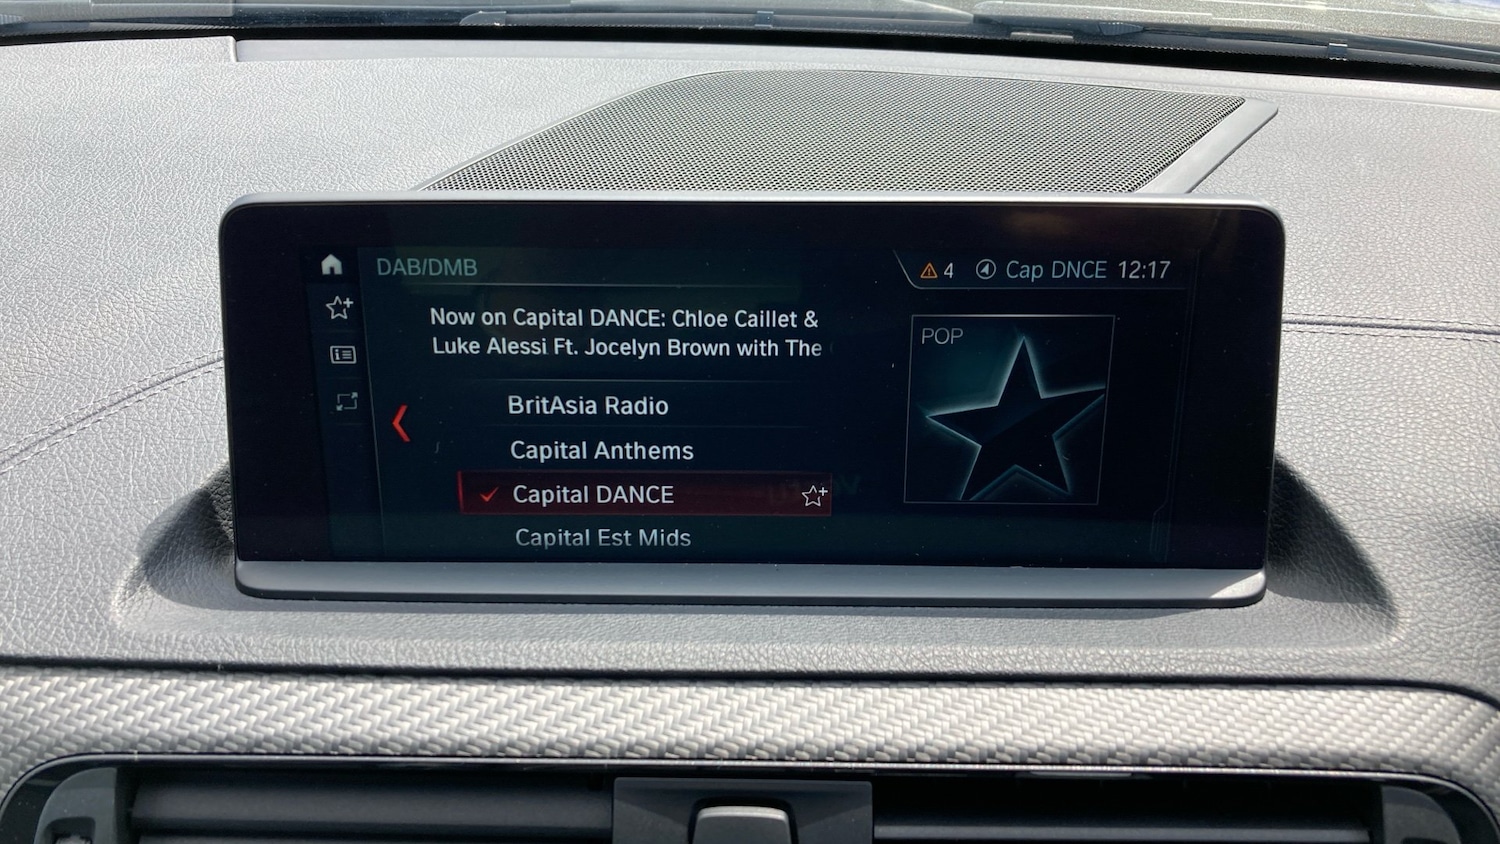 DAB/DMB
4 Cap DNCE 12:17
Now on Capital DANCE: Chloe Caillet &
Luke Alessi Ft. Jocelyn Brown with The
POP
BritAsia Radio
Capital Anthems
Capital DANCE
Capital Est Mids